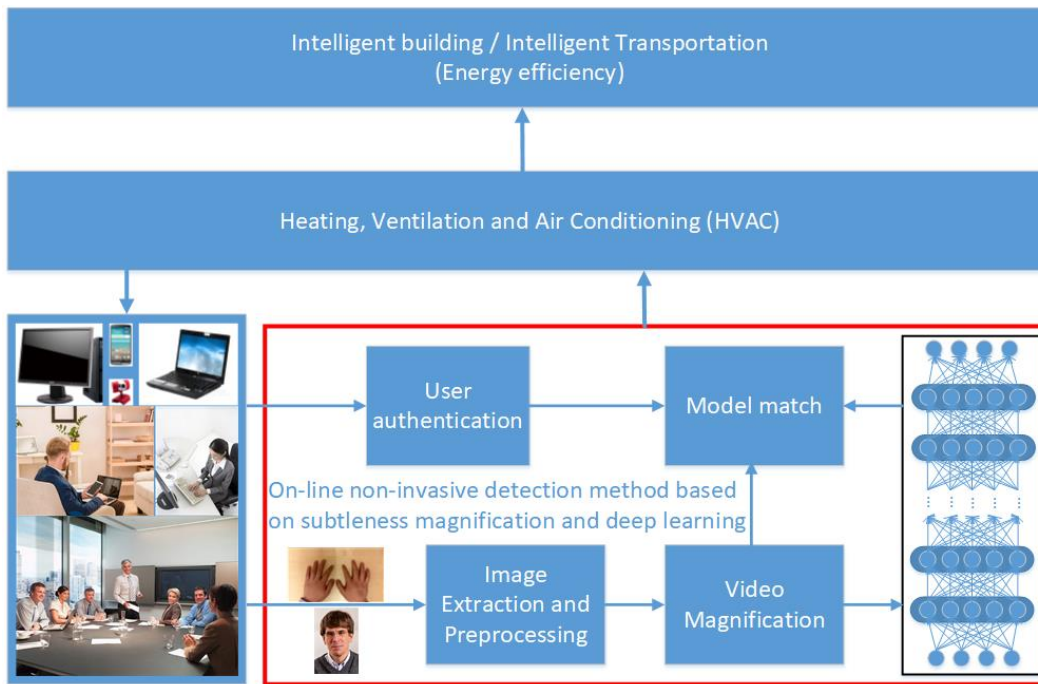 Intelligent building / Intelligent Transportation
(Energy efficiency)
Heating, Ventilation and Air Conditioning (HVAC)
User
authentication
Model match
On-line non-invasive detection method based
on subtleness magnification and deep learning
Image
Extraction and
Preprocessing
Video
Magnification